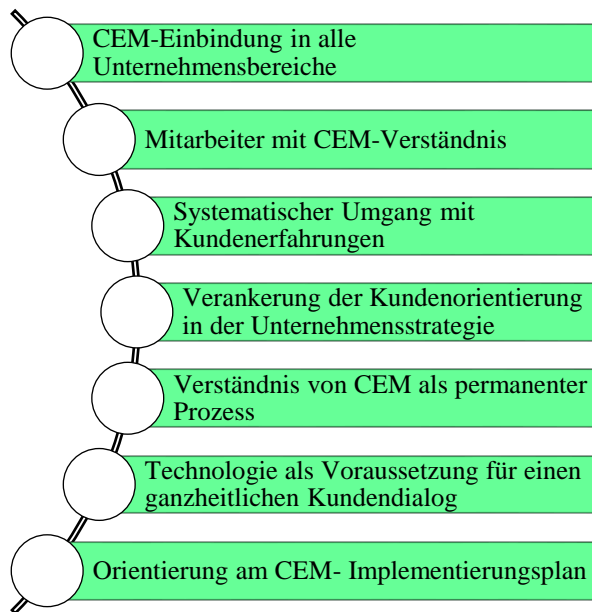 CEM-Einbindung in alle
Unternehmensbereiche
Mitarbeiter mit CEM-Verständnis
Systematischer Umgang mit
Kundenerfahrungen
Verankerung der Kundenorientierung
in der Unternehmensstrategie
Verständnis von CEM als permanenter
Prozess
Technologie als Voraussetzung für einen
ganzheitlichen Kundendialog
Orientierung am CEM- Implementierungsplan